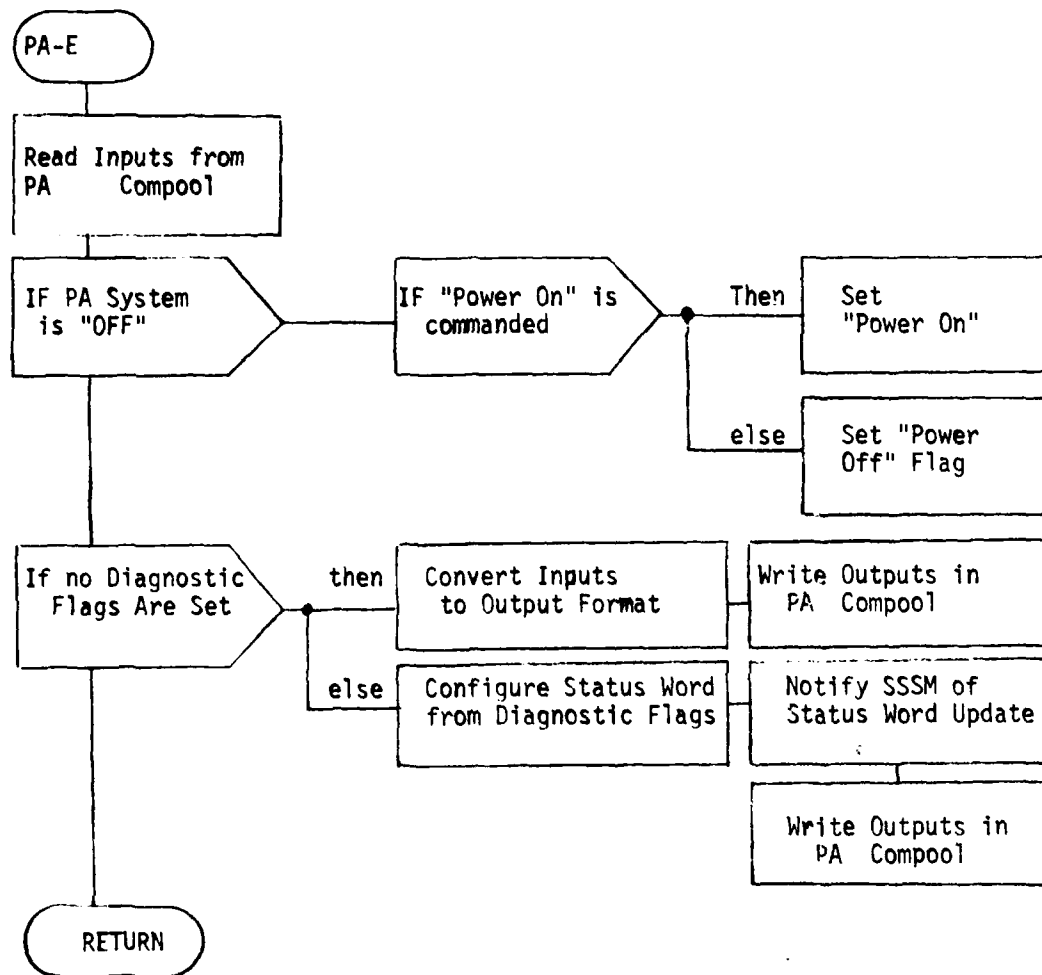 PA-E
Read Inputs from
PA Compool
IF PA System
is "OFF"
IF "Power On" is
commanded
Then
Set
"Power On"
else
Set "Power
Off" Flag
If no Diagnostic
Flags Are Set
then
Convert Inputs
to Output Format
Write Outputs in
PA Compool
else
Configure Status Word
from Diagnostic Flags
Notify SSSM of
Status Word Update
Write Outputs in
PA Compool
RETURN